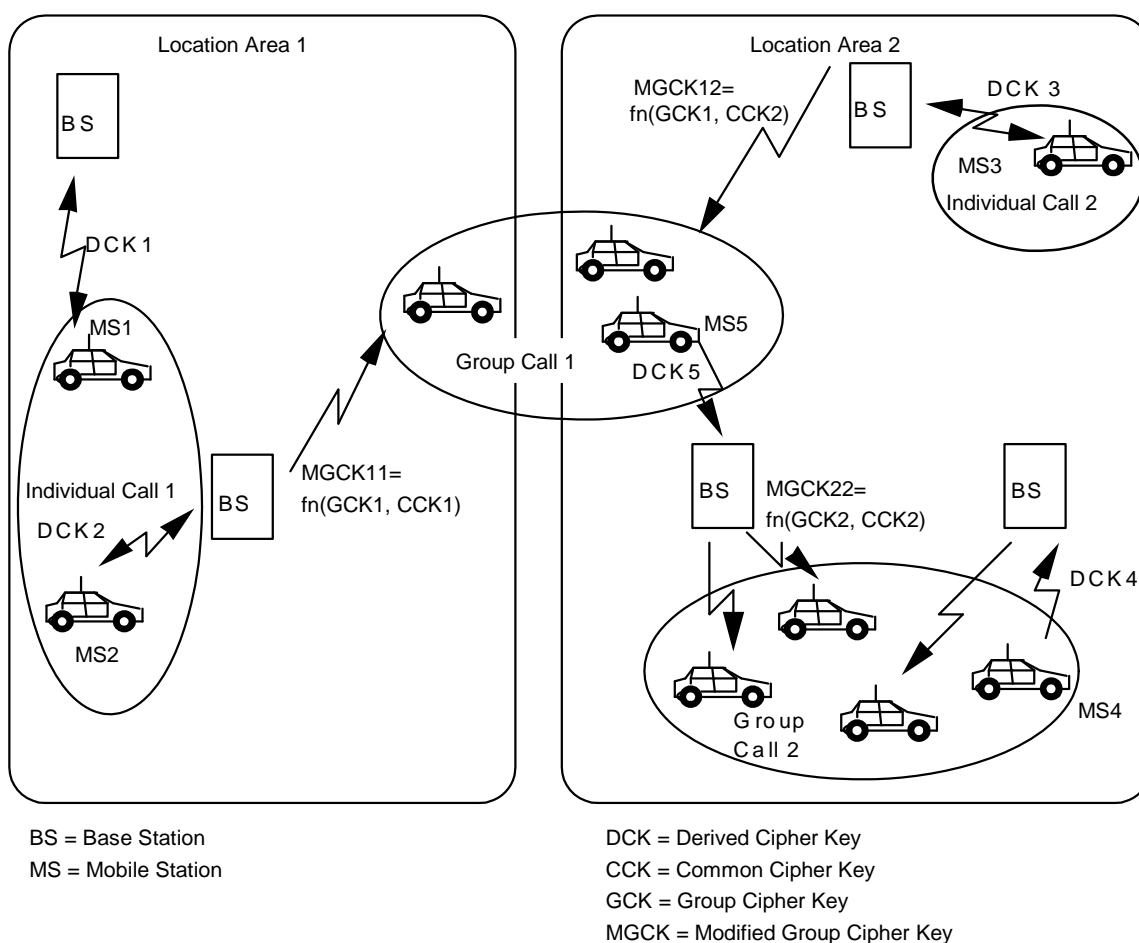 Location Area 1
BS
DCK1
MS1
Individual Call 1
DCK2
MS2
BS
MGCK11=
fn(GCK1, CCK1)
Group Call 1
Location Area 2
MGCK12=
fn(GCK1, CCK2)
BS
DCK 3
MS3
Individual Call 2
MS5
DCK5
BS
MGCK22=
fn(GCK2, CCK2)
BS
DCK4
MS4
Group
Call 2
BS = Base Station
MS = Mobile Station
DCK = Derived Cipher Key
CCK = Common Cipher Key
GCK = Group Cipher Key
MGCK = Modified Group Cipher Key